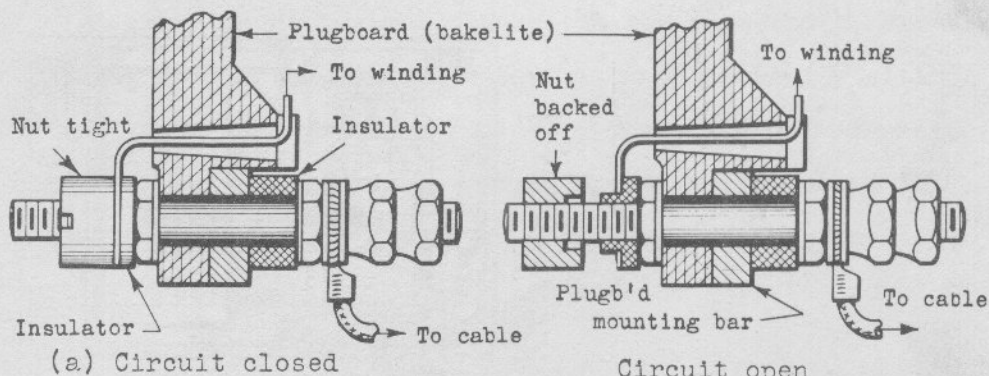 Plugboard (bakelite)
To winding
Nut tight
Insulator
Insulator
To cable
(a) Circuit closed
To winding
Nut
backed
off
Plugb'd
mounting bar
To cable
Circuit open